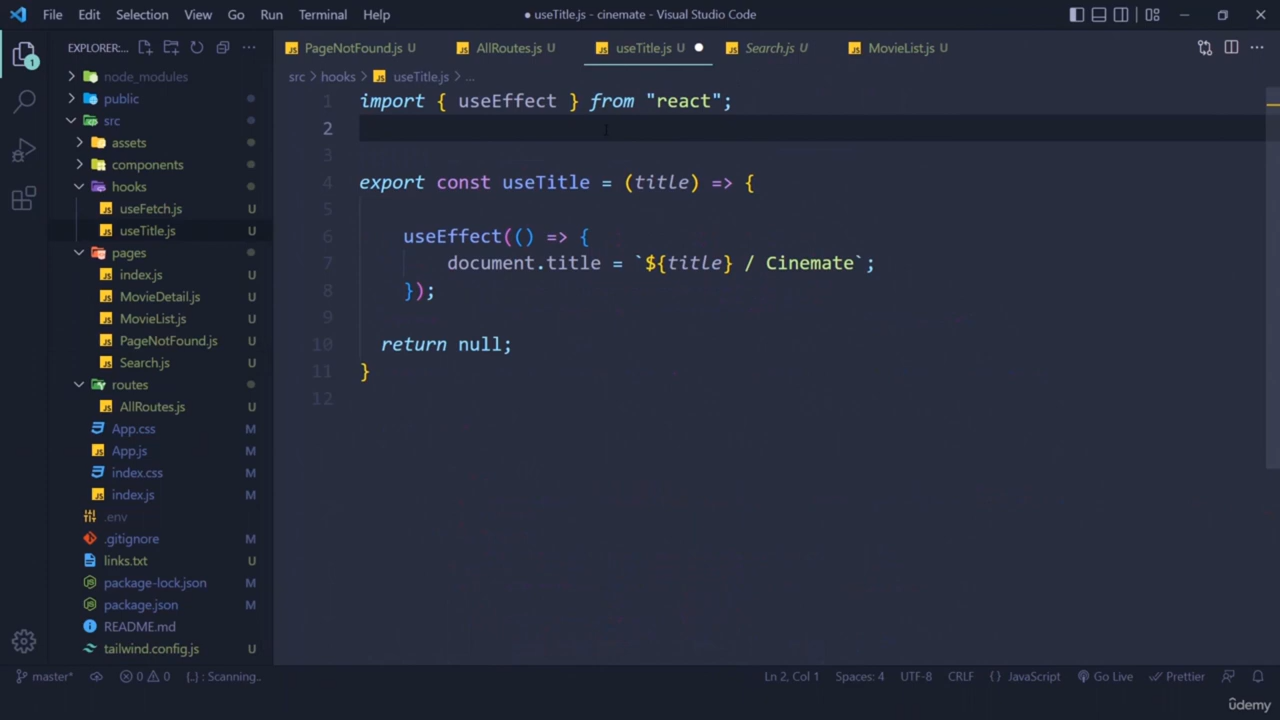 File Edit Selection View Go Run Terminal Help
useTitle.js - cinemate - Visual Studio Code
EXPLORER:...
PageNotFound.js U
AllRoutes.js U
useTitle.js U
Search.js U
MovieList.js U
src > hooks > useTitle.js > ...
node_modules
public
src
assets
components
hooks
useFetch.js U
useTitle.js U
pages
index.js U
MovieDetail.js U
MovieList.js U
PageNotFound.js U
Search.js U
routes
AllRoutes.js U
App.css M
App.js M
index.css M
index.js M
.env
.gitignore M
links.txt U
package-lock.json M
package.json M
README.md
tailwind.config.js U
1 import { useEffect } from "react";
2
3
4 export const useTitle = (title) => {
5
6 useEffect(() => {
7 document.title = `${title} / Cinemate`;
8 });
9
10 return null;
11 }
12
1
master* 0 0 {..} : Scanning.. Ln 2, Col 1 Spaces: 4 UTF-8 CRLF {} JavaScript Go Live Prettier
ûdemy